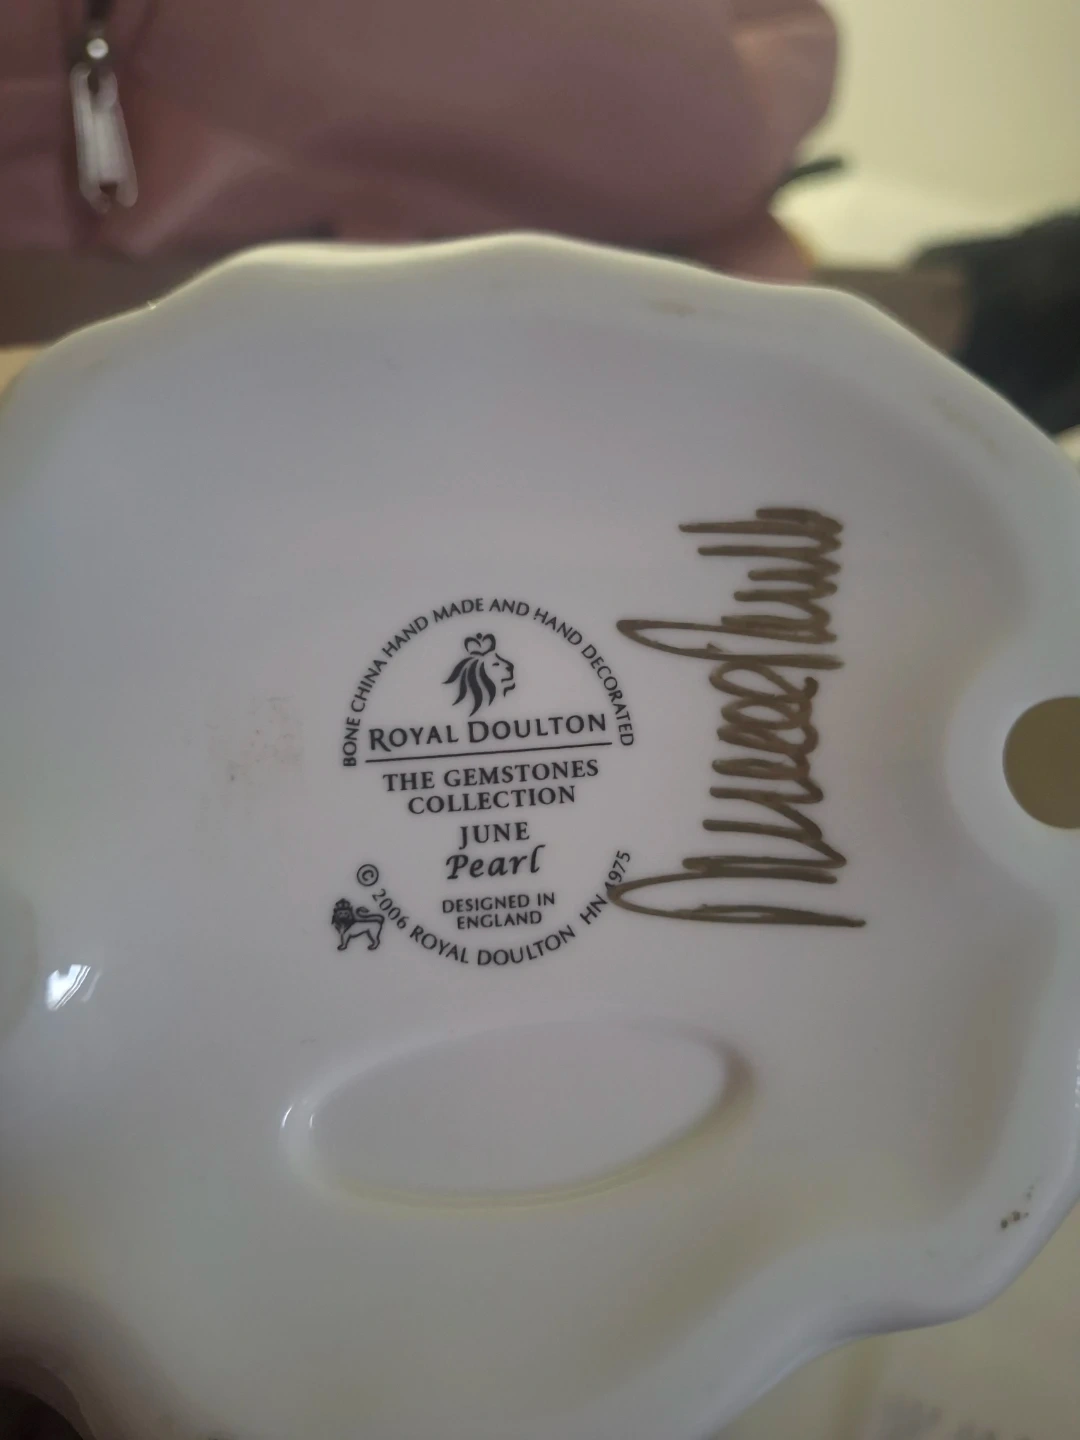 BONE CHINA HAND MADE AND HAND DECORATED
ROYAL DOULTON
THE GEMSTONES
COLLECTION
JUNE
Pearl
DESIGNED IN
ENGLAND
© 2006 ROYAL DOULTON HN 4975